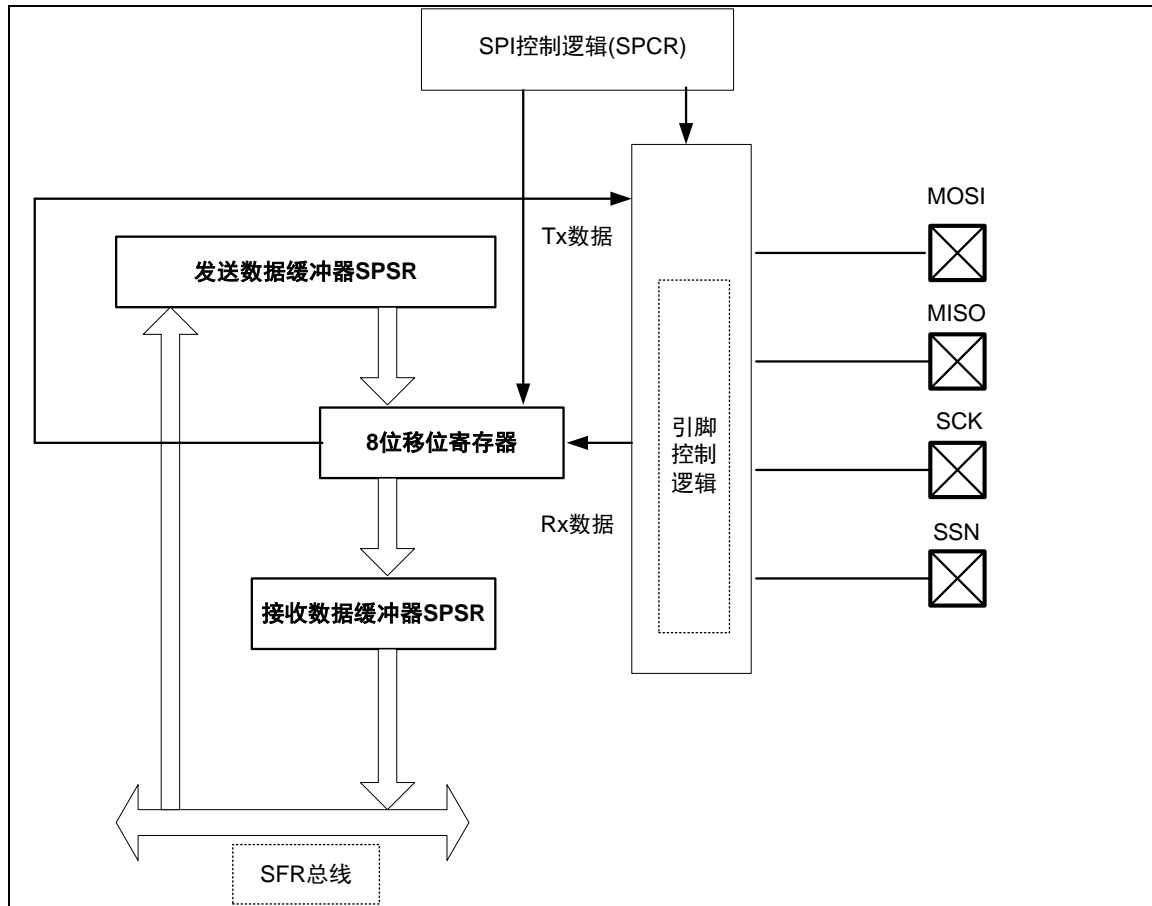 SPI控制逻辑(SPCR)
MOSI
Tx数据
发送数据缓冲器SPSR
MISO
8位移位寄存器
引脚
控制
逻辑
SCK
Rx数据
SSN
接收数据缓冲器SPSR
SFR总线